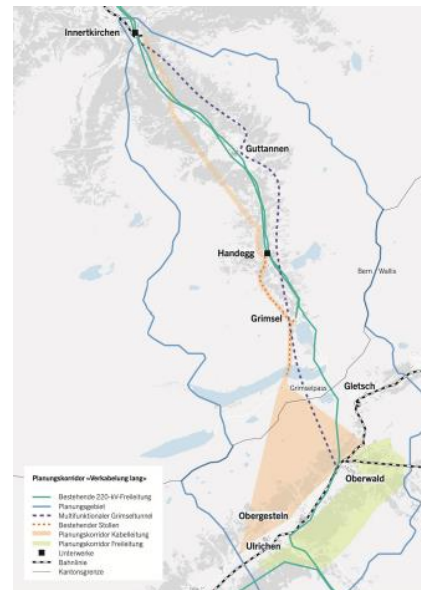 Innertkirchen
Guttannen
Handegg
Bern
Wallis
Grimsel
Grimselpass
Gletsch
Oberwald
Obergesteln
Ulrichen
Planungskorridor «Verkabelung lang»
Bestehende 220-kV-Freileitung
Planungsgebiet
Multifunktionaler Grimseltunnel
Bestehender Stollen
Planungskorridor Kabelleitung
Planungskorridor Freileitung
Unterwerke
Bahnlinie
Kantonsgrenze